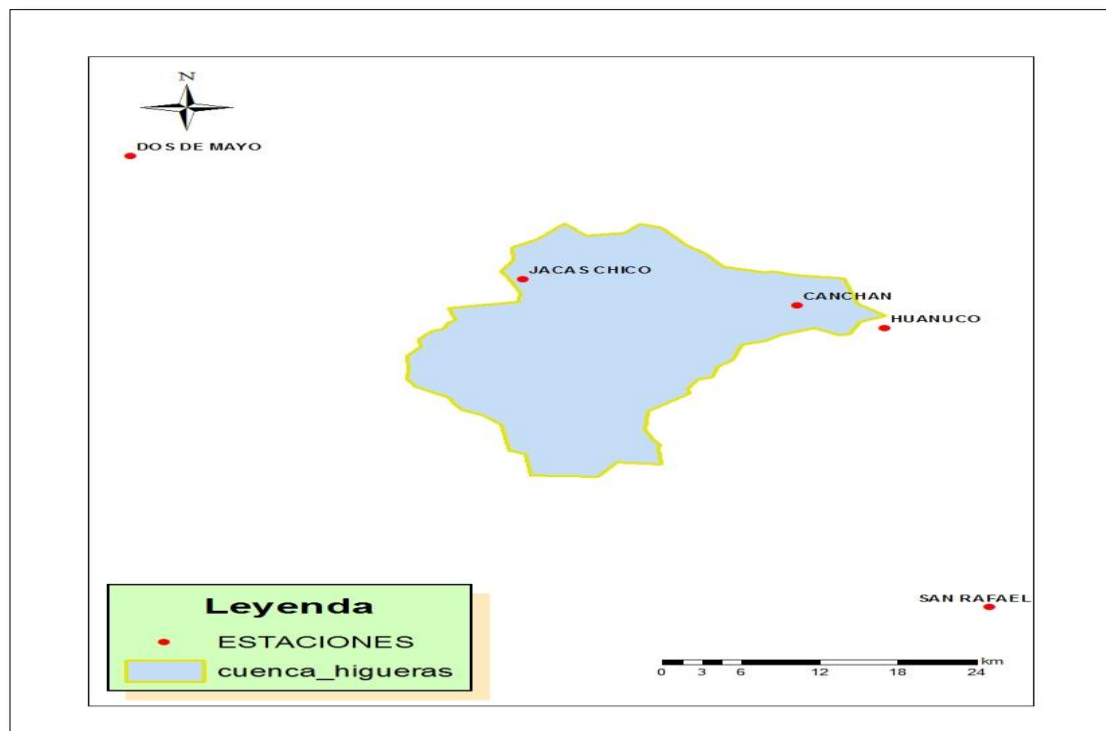 N
DOS DE MAYO
JACAS CHICO
CANCHAN
HUANUCO
SAN RAFAEL
Leyenda
ESTACIONES
cuenca_higueras
km
0 3 6 12 18 24